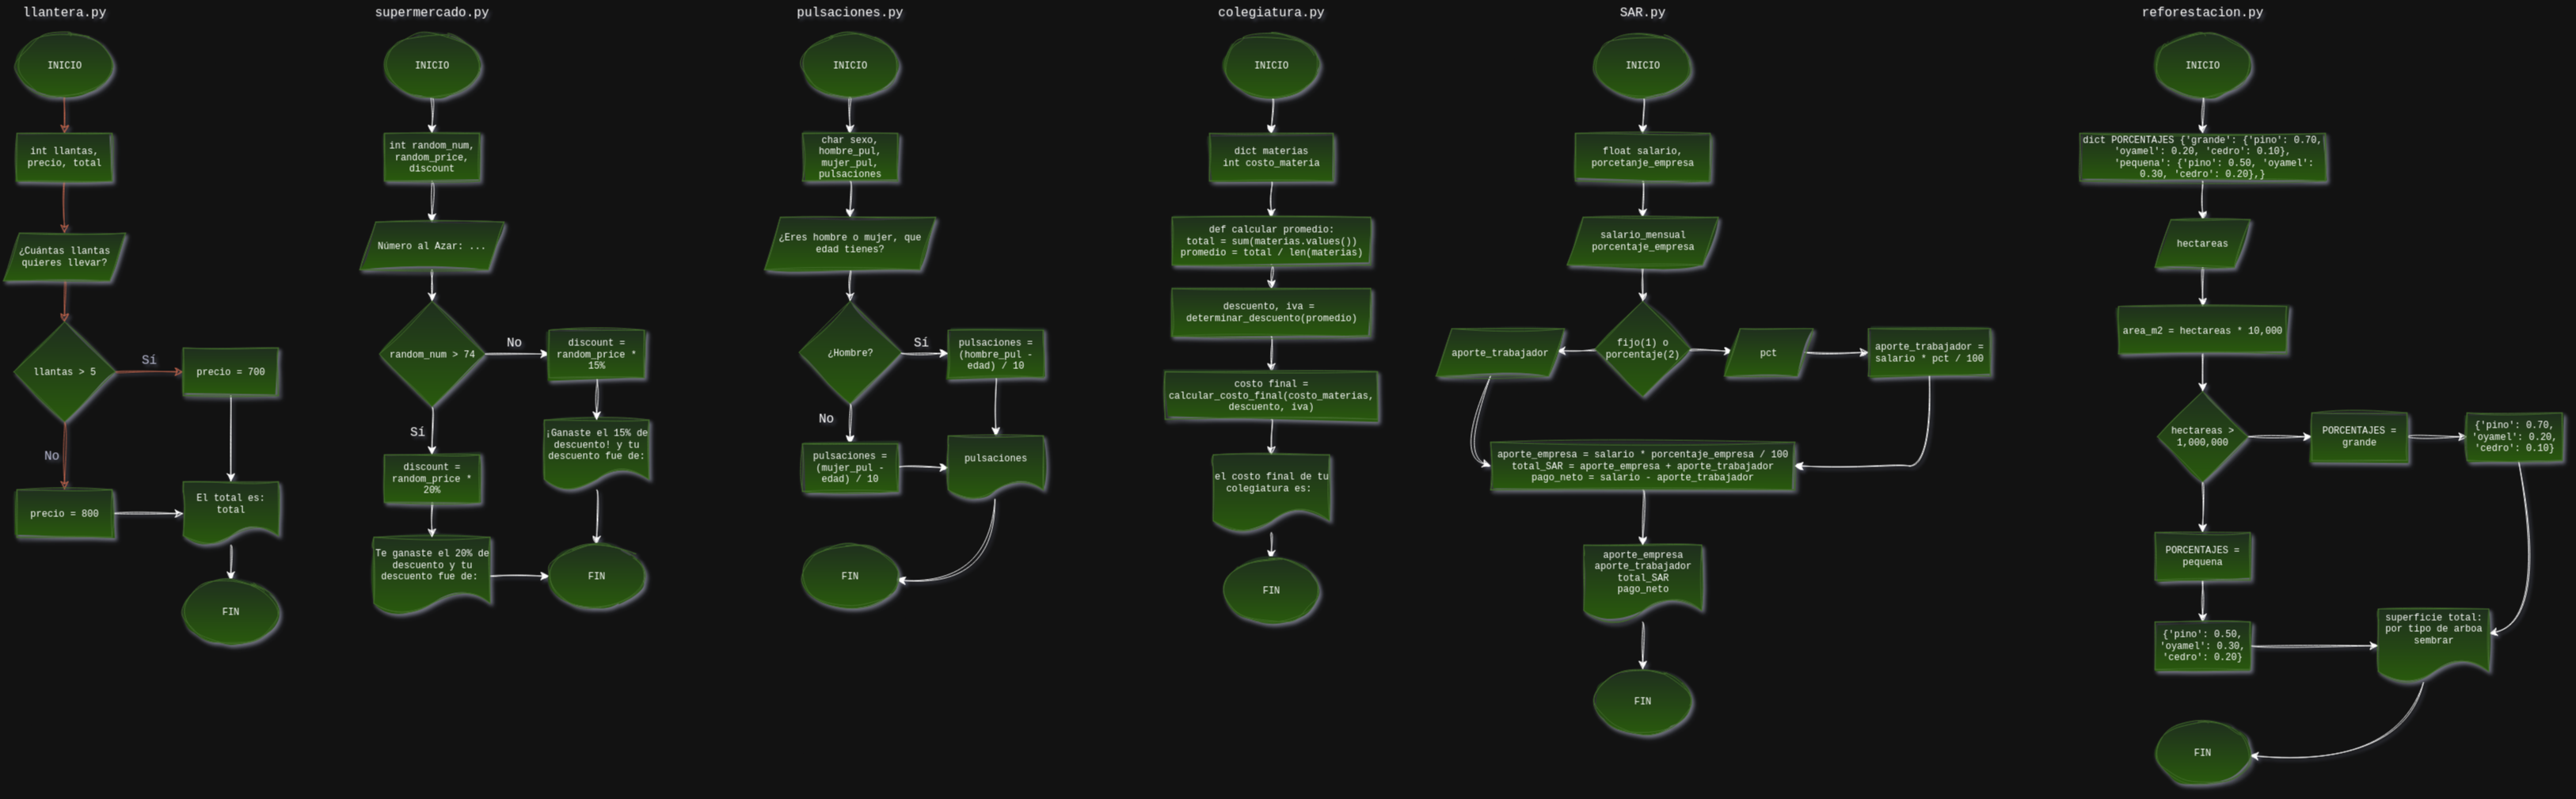 llantera.py
INICIO
int llantas,
precio, total
¿Cuántas llantas
quieres llevar?
llantas > 5
Sí
precio = 700
No
precio = 800
El total es:
total
FIN
supermercado.py
INICIO
int random_num,
random_price,
discount
Número al Azar: ...
random_num > 74
No
discount =
random_price *
15%
¡Ganaste el 15% de
descuento! y tu
descuento fue de:
Sí
discount =
random_price *
20%
Te ganaste el 20% de
descuento y tu
descuento fue de:
FIN
pulsaciones.py
INICIO
char sexo,
hombre_pul,
mujer_pul,
pulsaciones
¿Eres hombre o mujer, que
edad tienes?
¿Hombre?
Sí
pulsaciones =
(hombre_pul -
edad) / 10
No
pulsaciones =
(mujer_pul -
edad) / 10
pulsaciones
FIN
colegiatura.py
INICIO
dict materias
int costo_materia
def calcular promedio:
total = sum(materias.values())
promedio = total / len(materias)
descuento, iva =
determinar_descuento(promedio)
costo final =
calcular_costo_final(costo_materias,
descuento, iva)
el costo final de tu
colegiatura es:
FIN
SAR.py
INICIO
float salario,
porcetanje_empresa
salario_mensual
porcentaje_empresa
fijo(1) o
porcentaje(2)
aporte_trabajador
pct
aporte_trabajador =
salario * pct / 100
aporte_empresa = salario * porcentaje_empresa / 100
total_SAR = aporte_empresa + aporte_trabajador
pago_neto = salario - aporte_trabajador
aporte_empresa
aporte_trabajador
total_SAR
pago_neto
FIN
reforestacion.py
INICIO
dict PORCENTAJES {'grande': {'pino': 0.70,
'oyamel': 0.20, 'cedro': 0.10},
'pequena': {'pino': 0.50, 'oyamel':
0.30, 'cedro': 0.20},}
hectareas
area_m2 = hectareas * 10,000
hectareas >
1,000,000
PORCENTAJES =
grande
{'pino': 0.70,
'oyamel': 0.20,
'cedro': 0.10}
PORCENTAJES =
pequena
{'pino': 0.50,
'oyamel': 0.30,
'cedro': 0.20}
superficie total:
por tipo de arboa
sembrar
FIN